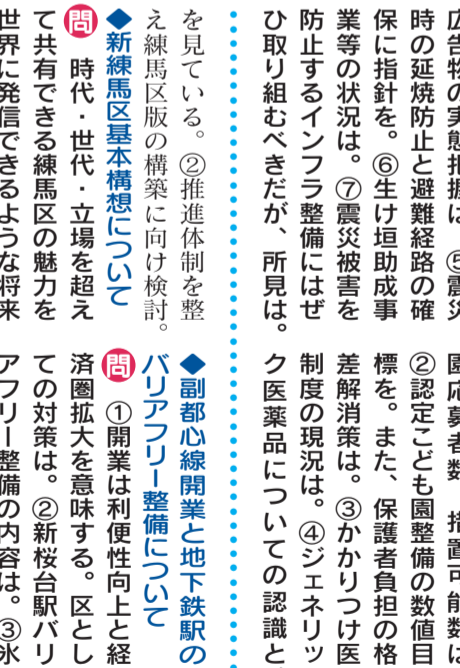 広告物の実態把握は ⑤震災
時の延焼防止と避難経路の確
保に指針を。⑥生け垣助成事
業等の状況は。⑦震災被害を
防止するインフラ整備にはぜ
ひ取り組むべきだが、所見は。
園応募者数 措置可能数は
②認定こども園整備の数値目
標を。また、保護者負担の格
差解消策は。③かかりつけ医
制度の現況は。④ジェネリッ
ク医薬品についての認識と
を見ている。②推進体制を整
え練馬区版の構築に向け検討。
◆新練馬区基本構想について
問 時代・世代・立場を超え
て共有できる練馬区の魅力を
世界に発信できるような将来
◆副都心線開業と地下鉄駅の
バリアフリー整備について
問 ①開業は利便性向上と経
済圏拡大を意味する。区とし
ての対策は。②新桜台駅バリ
アフリー整備の内容は。③氷